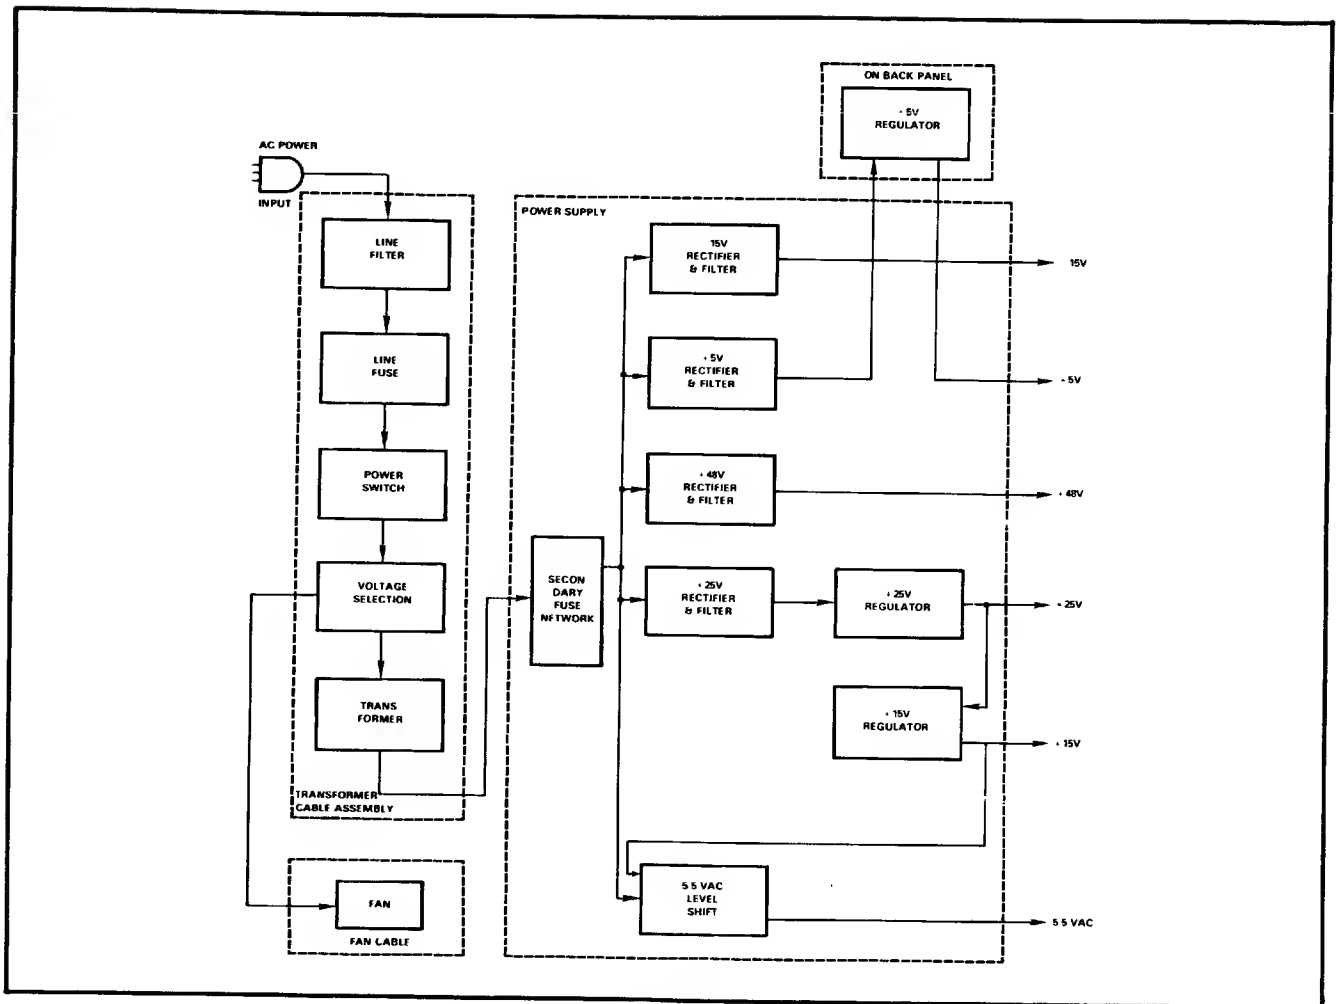 ON BACK PANEL
+ 5V
REGULATOR
AC POWER
INPUT
LINE
FILTER
LINE
FUSE
POWER
SWITCH
VOLTAGE
SELECTION
TRANS
FORMER
TRANSFORMER
CABLE ASSEMBLY
FAN
FAN CABLE
POWER SUPPLY
SECON
DARY
FUSE
NETWORK
15V
RECTIFIER
& FILTER
15V
+ 5V
RECTIFIER
& FILTER
+ 5V
+ 48V
RECTIFIER
& FILTER
+ 48V
+ 25V
RECTIFIER
& FILTER
+ 25V
REGULATOR
+ 25V
+ 15V
REGULATOR
+ 15V
5 5 VAC
LEVEL
SHIFT
5 5 VAC